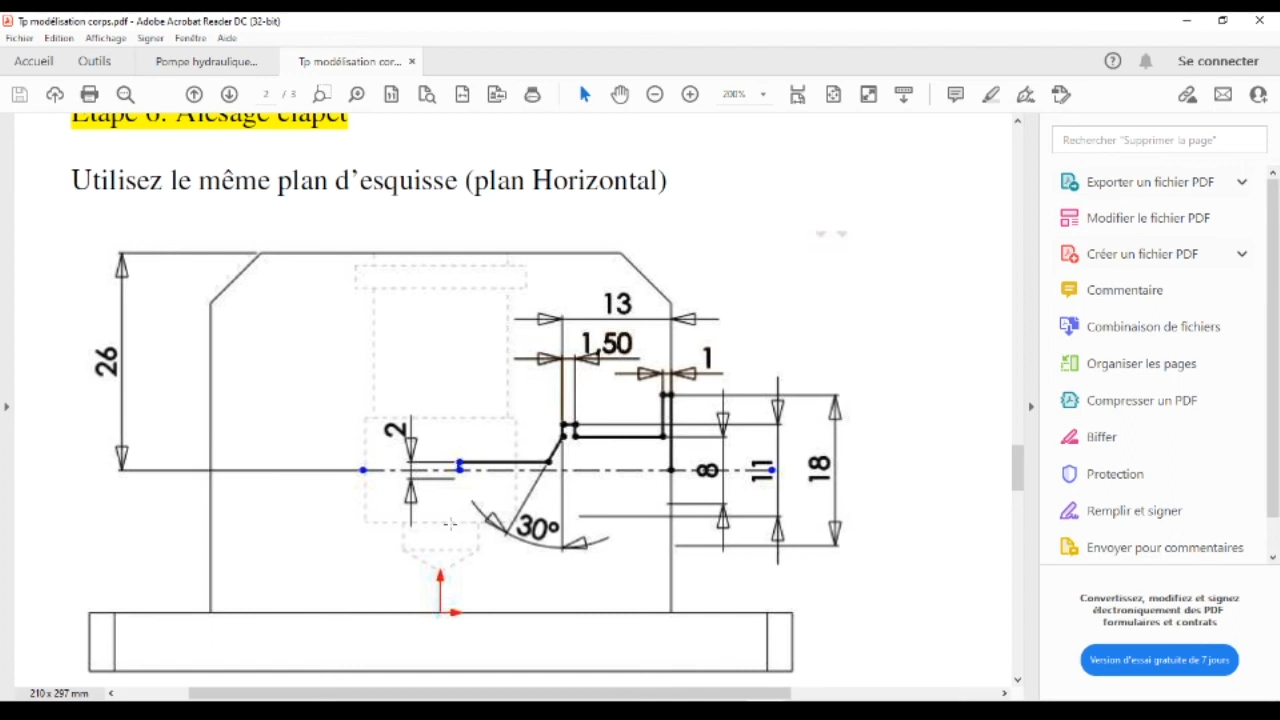 Tp modélisation corps.pdf - Adobe Acrobat Reader DC (32-bit)
Fichier Edition Affichage Signer Fenêtre Aide
Accueil Outils Pompe hydraulique... Tp modélisation cor... × Se connecter
2 / 3 200%
Etape 6: Alésage clapet
Utilisez le même plan d'esquisse (plan Horizontal)
13
1,50
1
26
2
8
11
18
30°
210 x 297 mm
Rechercher "Supprimer la page"
Exporter un fichier PDF
Modifier le fichier PDF
Créer un fichier PDF
Commentaire
Combinaison de fichiers
Organiser les pages
Compresser un PDF
Biffer
Protection
Remplir et signer
Envoyer pour commentaires
Convertissez, modifiez et signez
électroniquement des PDF
formulaires et contrats
Version d'essai gratuite de 7 jours